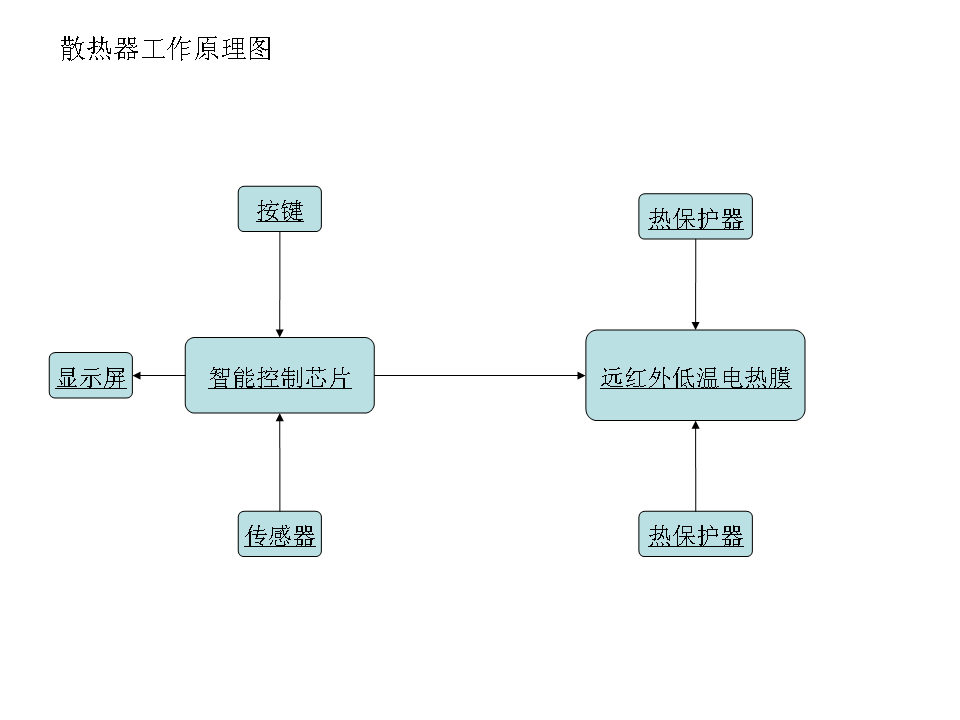 散热器工作原理图
按键
热保护器
显示屏
智能控制芯片
远红外低温电热膜
传感器
热保护器